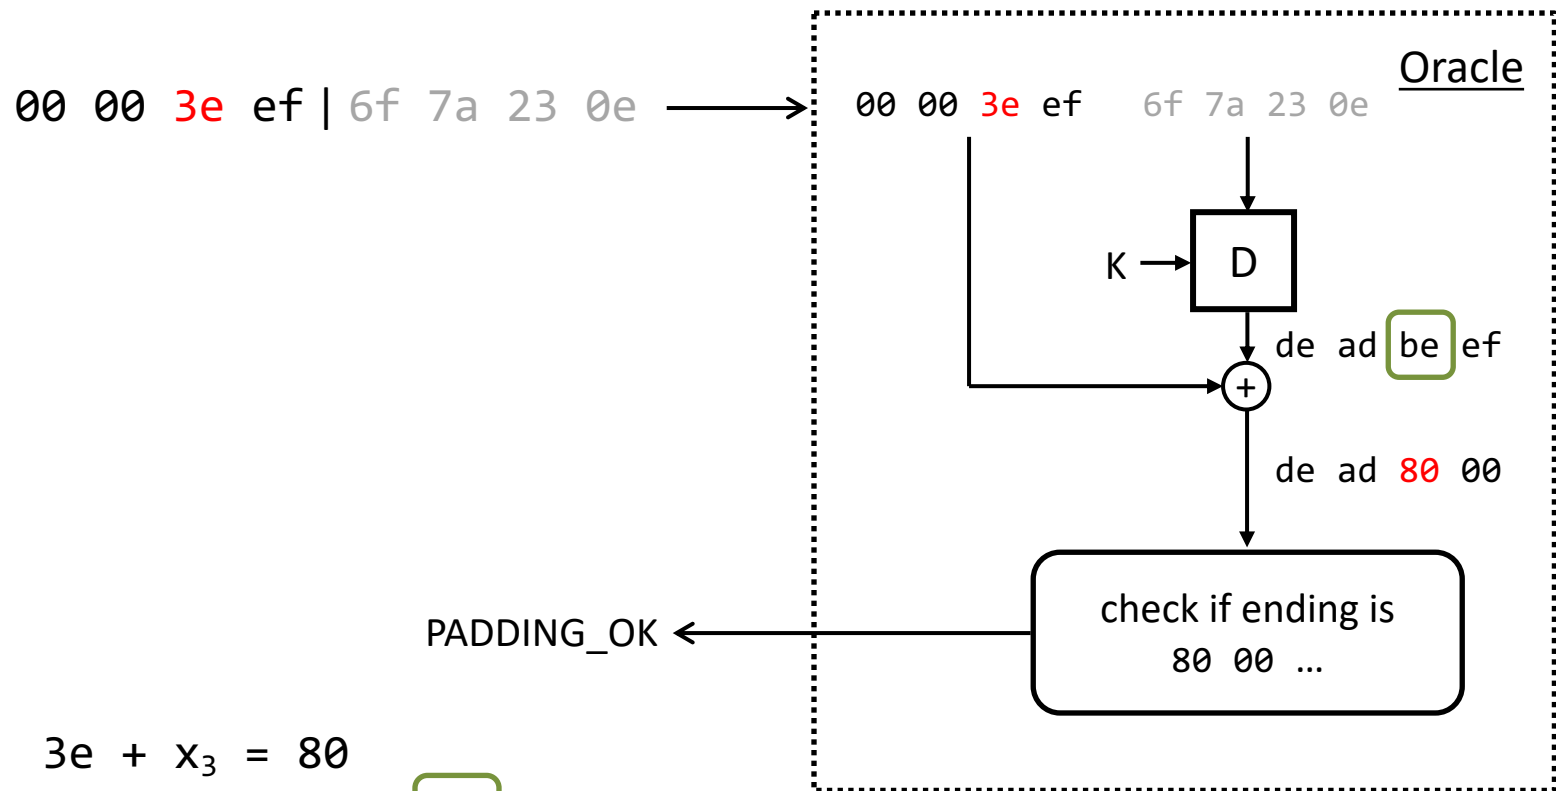 Oracle
00 00 3e ef | 6f 7a 23 0e
00 00 3e ef 6f 7a 23 0e
K
D
de ad be ef
+
de ad 80 00
check if ending is
80 00 …
PADDING_OK
3e + x₃ = 80